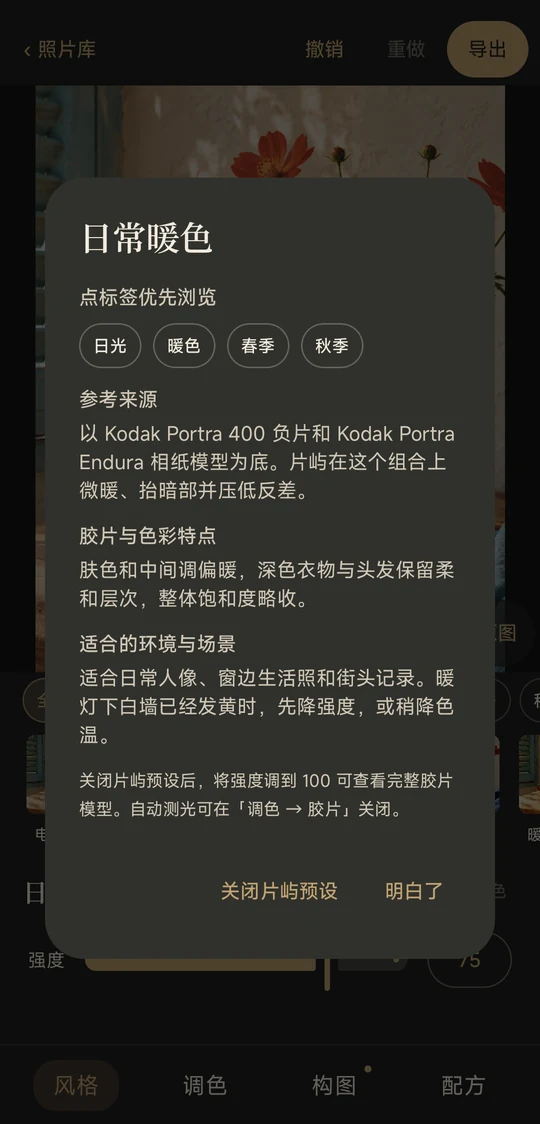 ‹ 照片库
撤销
重做
导出
日常暖色
点标签优先浏览
日光
暖色
春季
秋季
参考来源
以 Kodak Portra 400 负片和 Kodak Portra
Endura 相纸模型为底。片屿在这个组合上
微暖、抬暗部并压低反差。
胶片与色彩特点
肤色和中间调偏暖，深色衣物与头发保留柔
和层次，整体饱和度略收。
适合的环境与场景
适合日常人像、窗边生活照和街头记录。暖
灯下白墙已经发黄时，先降强度，或稍降色
温。
关闭片屿预设后，将强度调到 100 可查看完整胶片
模型。自动测光可在「调色 → 胶片」关闭。
关闭片屿预设
明白了
图
日
色
强度
75
风格
调色
构图
配方